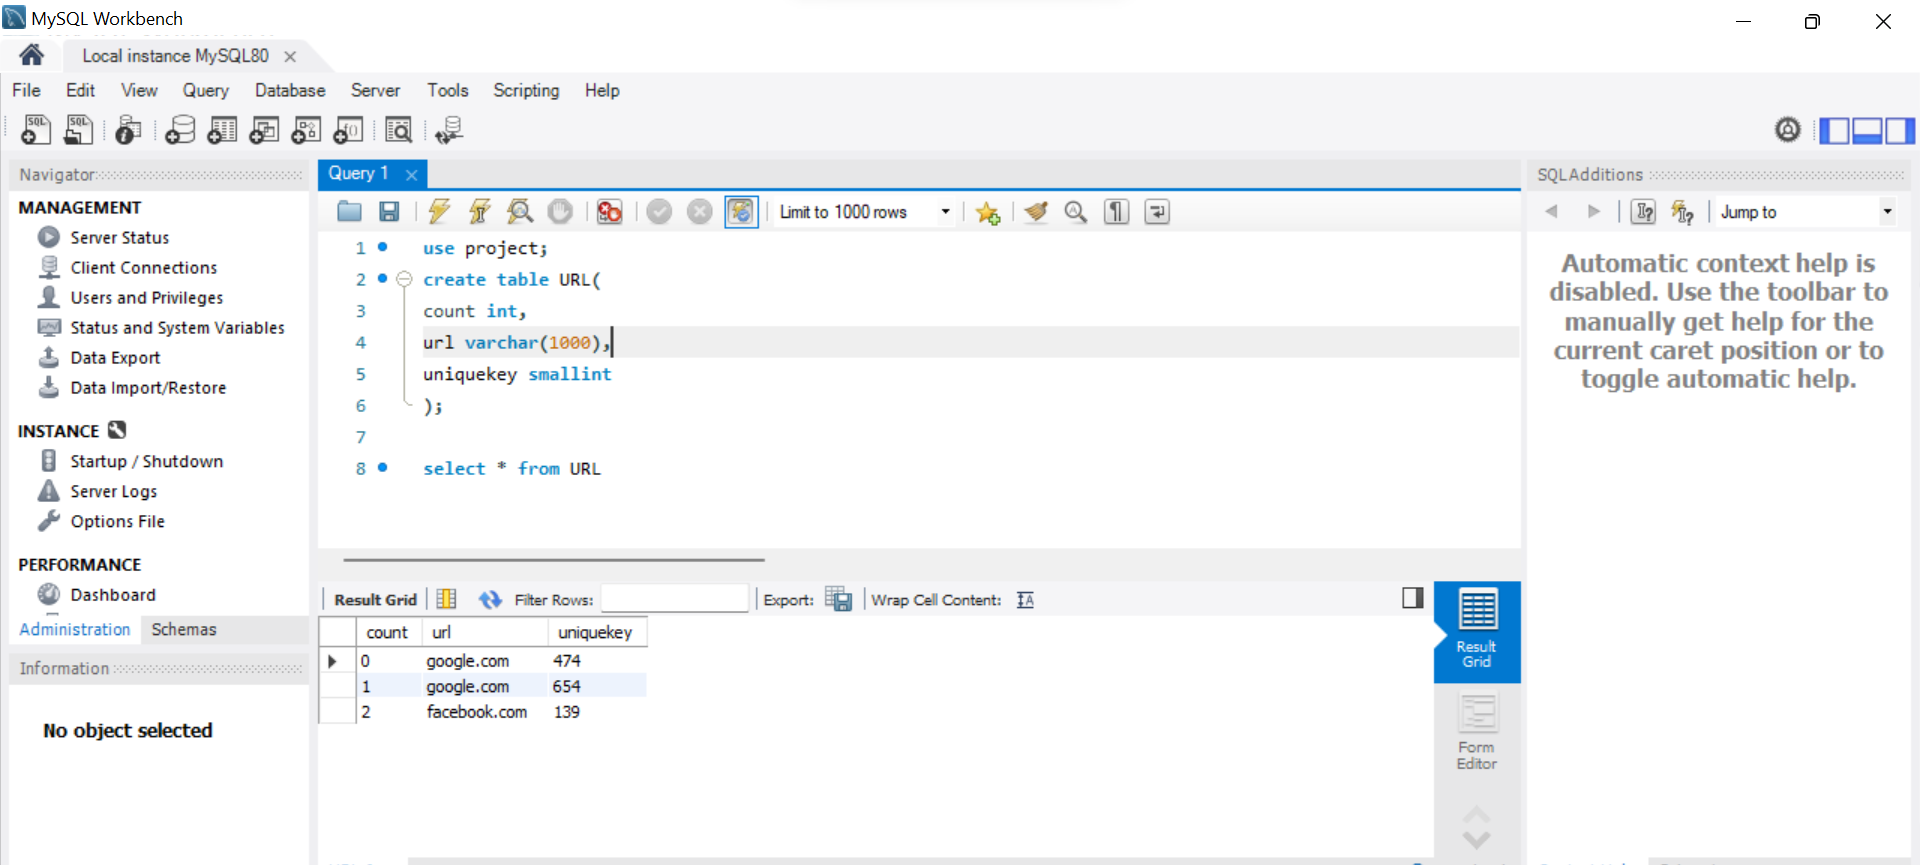 MySQL Workbench
Local instance MySQL80
File Edit View Query Database Server Tools Scripting Help
Navigator
MANAGEMENT
Server Status
Client Connections
Users and Privileges
Status and System Variables
Data Export
Data Import/Restore
INSTANCE
Startup / Shutdown
Server Logs
Options File
PERFORMANCE
Dashboard
Administration Schemas
Information
No object selected
Query 1
Limit to 1000 rows
1 use project;
2 create table URL(
3 count int,
4 url varchar(1000),
5 uniquekey smallint
6 );
7
8 select * from URL
Result Grid Filter Rows: Export: Wrap Cell Content:
count url uniquekey
0 google.com 474
1 google.com 654
2 facebook.com 139
Result
Grid
Form
Editor
SQLAdditions
Jump to
Automatic context help is
disabled. Use the toolbar to
manually get help for the
current caret position or to
toggle automatic help.